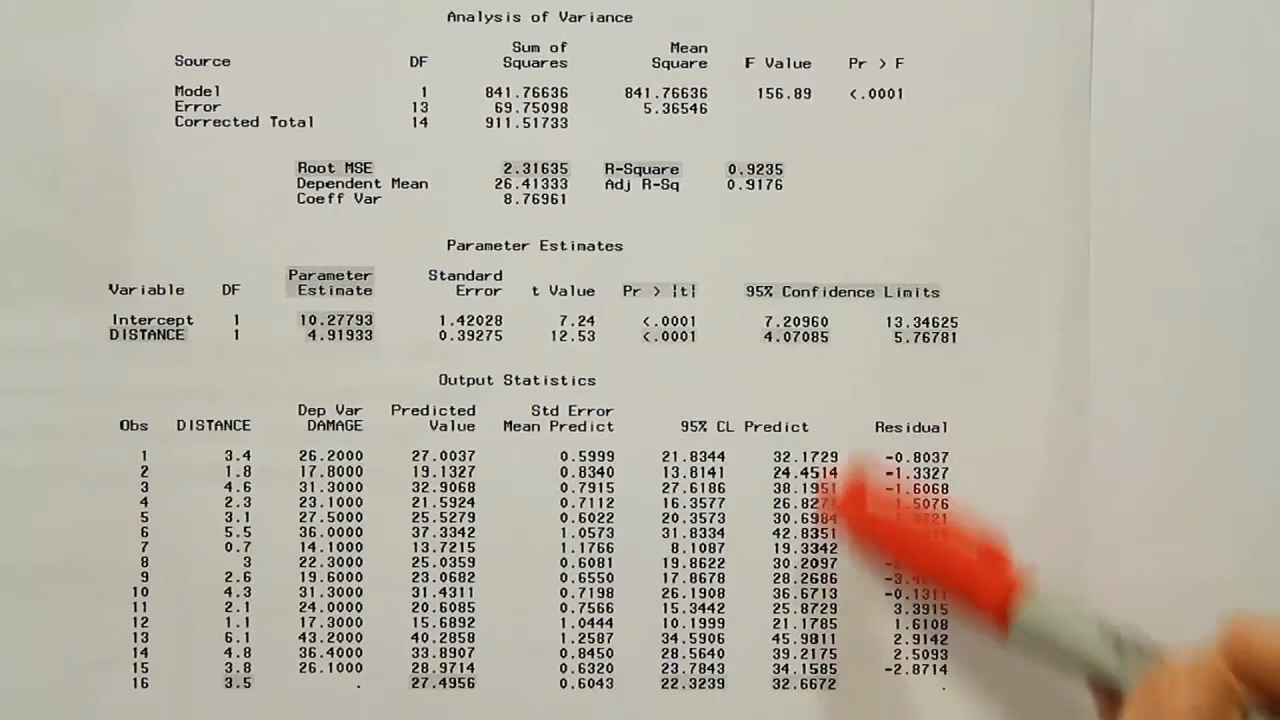 Analysis of Variance
Sum of Mean
Source DF Squares Square F Value Pr > F
Model 1 841.76636 841.76636 156.89 <.0001
Error 13 69.75098 5.36546
Corrected Total 14 911.51733
Root MSE 2.31635 R-Square 0.9235
Dependent Mean 26.41333 Adj R-Sq 0.9176
Coeff Var 8.76961
Parameter Estimates
Parameter Standard
Variable DF Estimate Error t Value Pr > |t| 95% Confidence Limits
Intercept 1 10.27793 1.42028 7.24 <.0001 7.20960 13.34625
DISTANCE 1 4.91933 0.39275 12.53 <.0001 4.07085 5.76781
Output Statistics
Dep Var Predicted Std Error
Obs DISTANCE DAMAGE Value Mean Predict 95% CL Predict Residual
1 3.4 26.2000 27.0037 0.5999 21.8344 32.1729 -0.8037
2 1.8 17.8000 19.1327 0.8340 13.8141 24.4514 -1.3327
3 4.6 31.3000 32.9068 0.7915 27.6186 38.1951 -1.6068
4 2.3 23.1000 21.5924 0.7112 16.3577 1.5076
5 3.1 27.5000 25.5279 0.6022 20.3573 30.6984
6 5.5 36.0000 37.3342 1.0573 31.8334 42.8351
7 0.7 14.1000 13.7215 1.1766 8.1087 19.3342
8 3 22.3000 25.0359 0.6081 19.8622 30.2097
9 2.6 19.6000 23.0682 0.6550 17.8678 28.2686
10 4.3 31.3000 31.4311 0.7198 26.1908 36.6713 -0.1311
11 2.1 24.0000 20.6085 0.7566 15.3442 25.8729 3.3915
12 1.1 17.3000 15.6892 1.0444 10.1999 21.1785 1.6108
13 6.1 43.2000 40.2858 1.2587 34.5906 45.9811 2.9142
14 4.8 36.4000 33.8907 0.8450 28.5640 39.2175 2.5093
15 3.8 26.1000 28.9714 0.6320 23.7843 34.1585 -2.8714
16 3.5 . 27.4956 0.6043 22.3239 32.6672 .